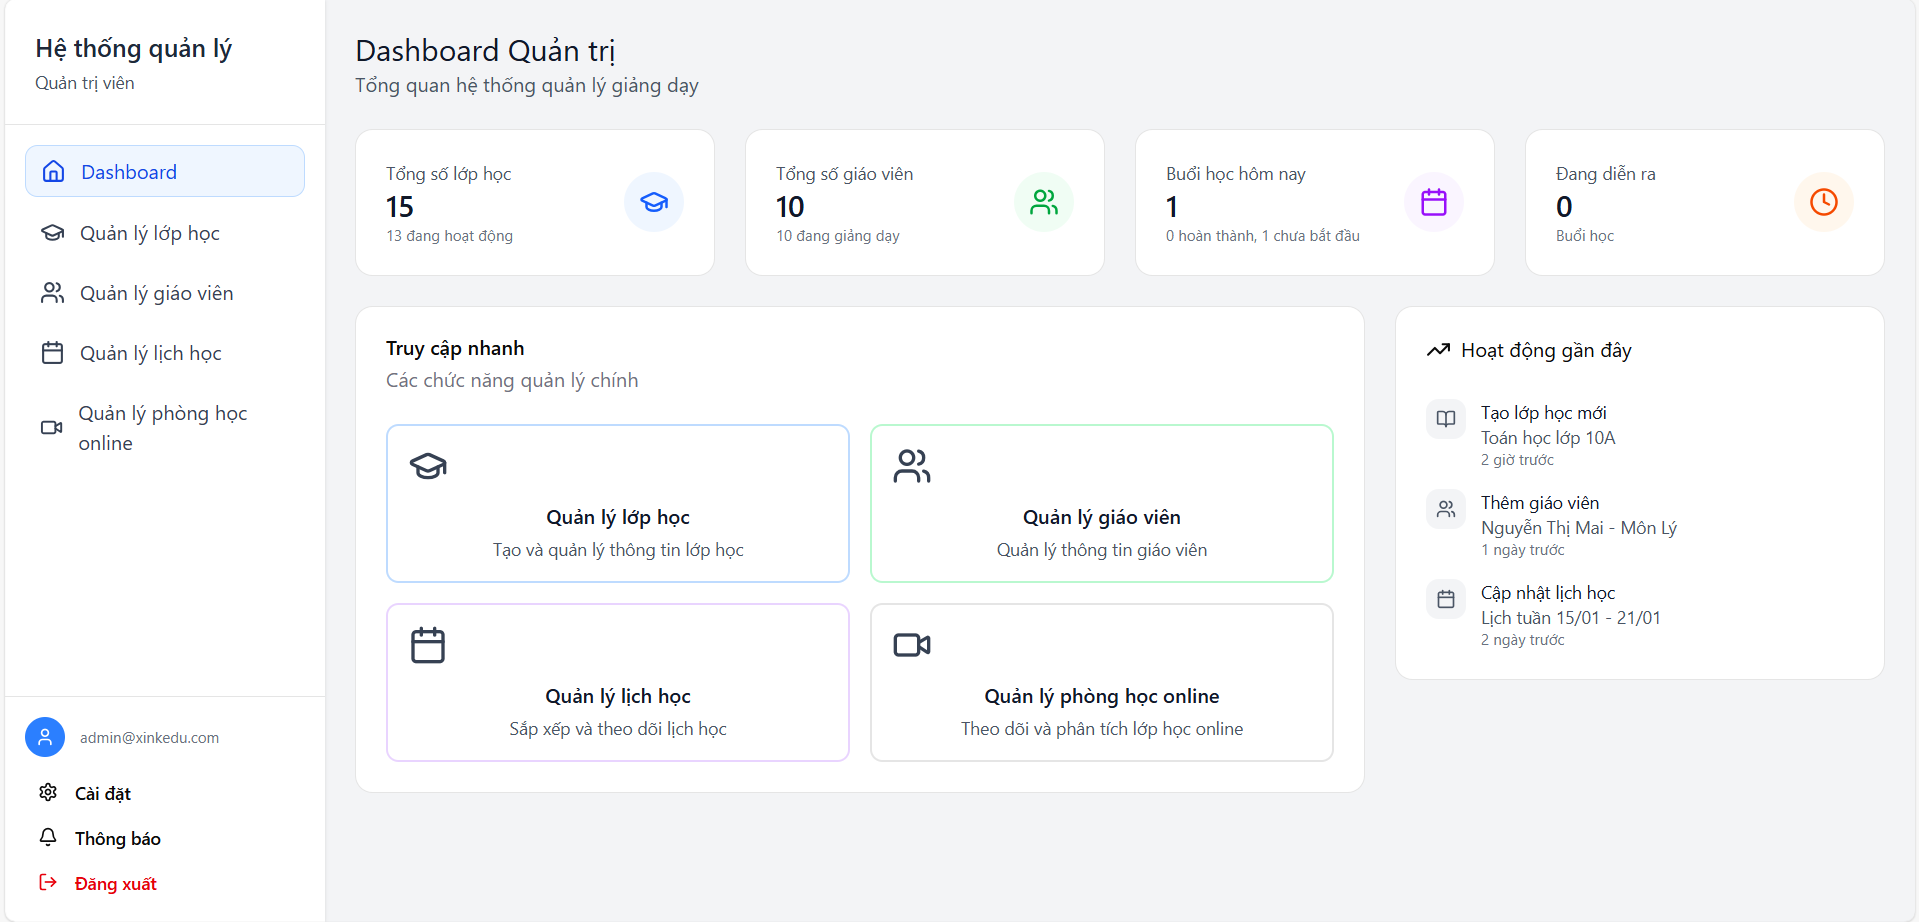 Hệ thống quản lý
Quản trị viên
Dashboard
Quản lý lớp học
Quản lý giáo viên
Quản lý lịch học
Quản lý phòng học
online
admin@xinkedu.com
Cài đặt
Thông báo
Đăng xuất
Dashboard Quản trị
Tổng quan hệ thống quản lý giảng dạy
Tổng số lớp học
15
13 đang hoạt động
Tổng số giáo viên
10
10 đang giảng dạy
Buổi học hôm nay
1
0 hoàn thành, 1 chưa bắt đầu
Đang diễn ra
0
Buổi học
Truy cập nhanh
Các chức năng quản lý chính
Quản lý lớp học
Tạo và quản lý thông tin lớp học
Quản lý giáo viên
Quản lý thông tin giáo viên
Quản lý lịch học
Sắp xếp và theo dõi lịch học
Quản lý phòng học online
Theo dõi và phân tích lớp học online
Hoạt động gần đây
Tạo lớp học mới
Toán học lớp 10A
2 giờ trước
Thêm giáo viên
Nguyễn Thị Mai - Môn Lý
1 ngày trước
Cập nhật lịch học
Lịch tuần 15/01 - 21/01
2 ngày trước